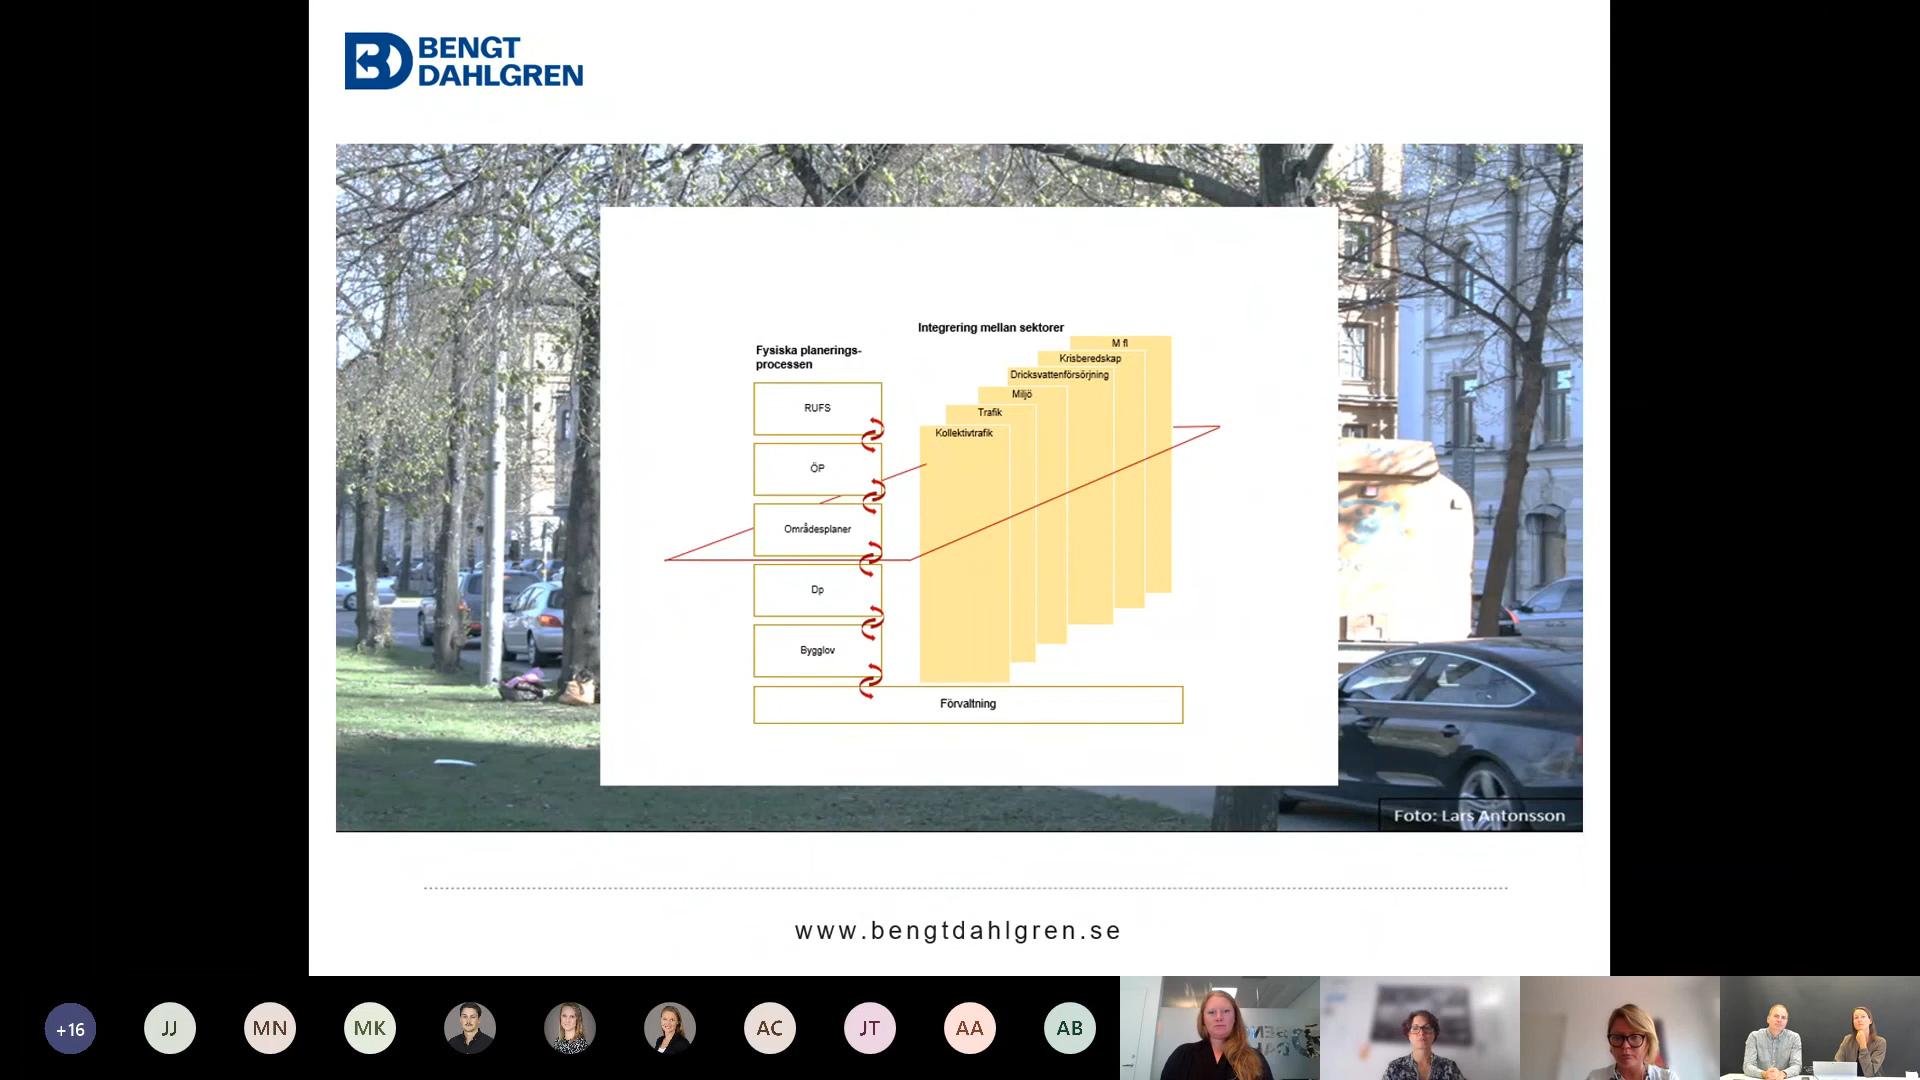 BENGT
DAHLGREN
Integrering mellan sektorer
Fysiska planerings-
processen
M fl
Krisberedskap
Dricksvattenförsörjning
Miljö
Trafik
Kollektivtrafik
RUFS
ÖP
Områdesplaner
Dp
Bygglov
Förvaltning
Foto: Lars Antonsson
www.bengtdahlgren.se
+16
JJ
MN
MK
AC
JT
AA
AB